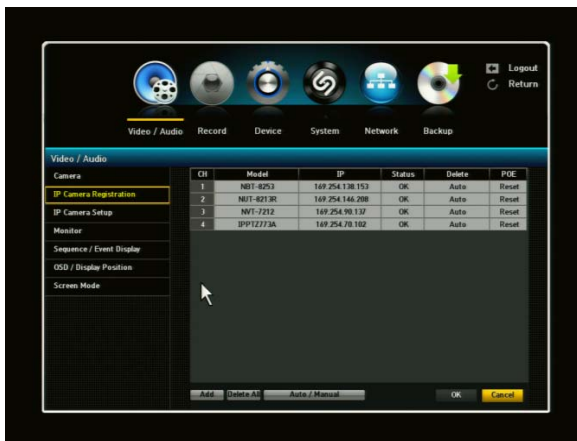 Logout
Return
Video / Audio Record Device System Network Backup
Video / Audio
Camera
IP Camera Registration
IP Camera Setup
Monitor
Sequence / Event Display
OSD / Display Position
Screen Mode
CH Model IP Status Delete POE
1 NBT-8253 169.254.138.153 OK Auto Reset
2 NUT-8213R 169.254.146.208 OK Auto Reset
3 NVT-7212 169.254.90.137 OK Auto Reset
4 IPPTZ773A 169.254.70.102 OK Auto Reset
Add Delete All Auto / Manual OK Cancel